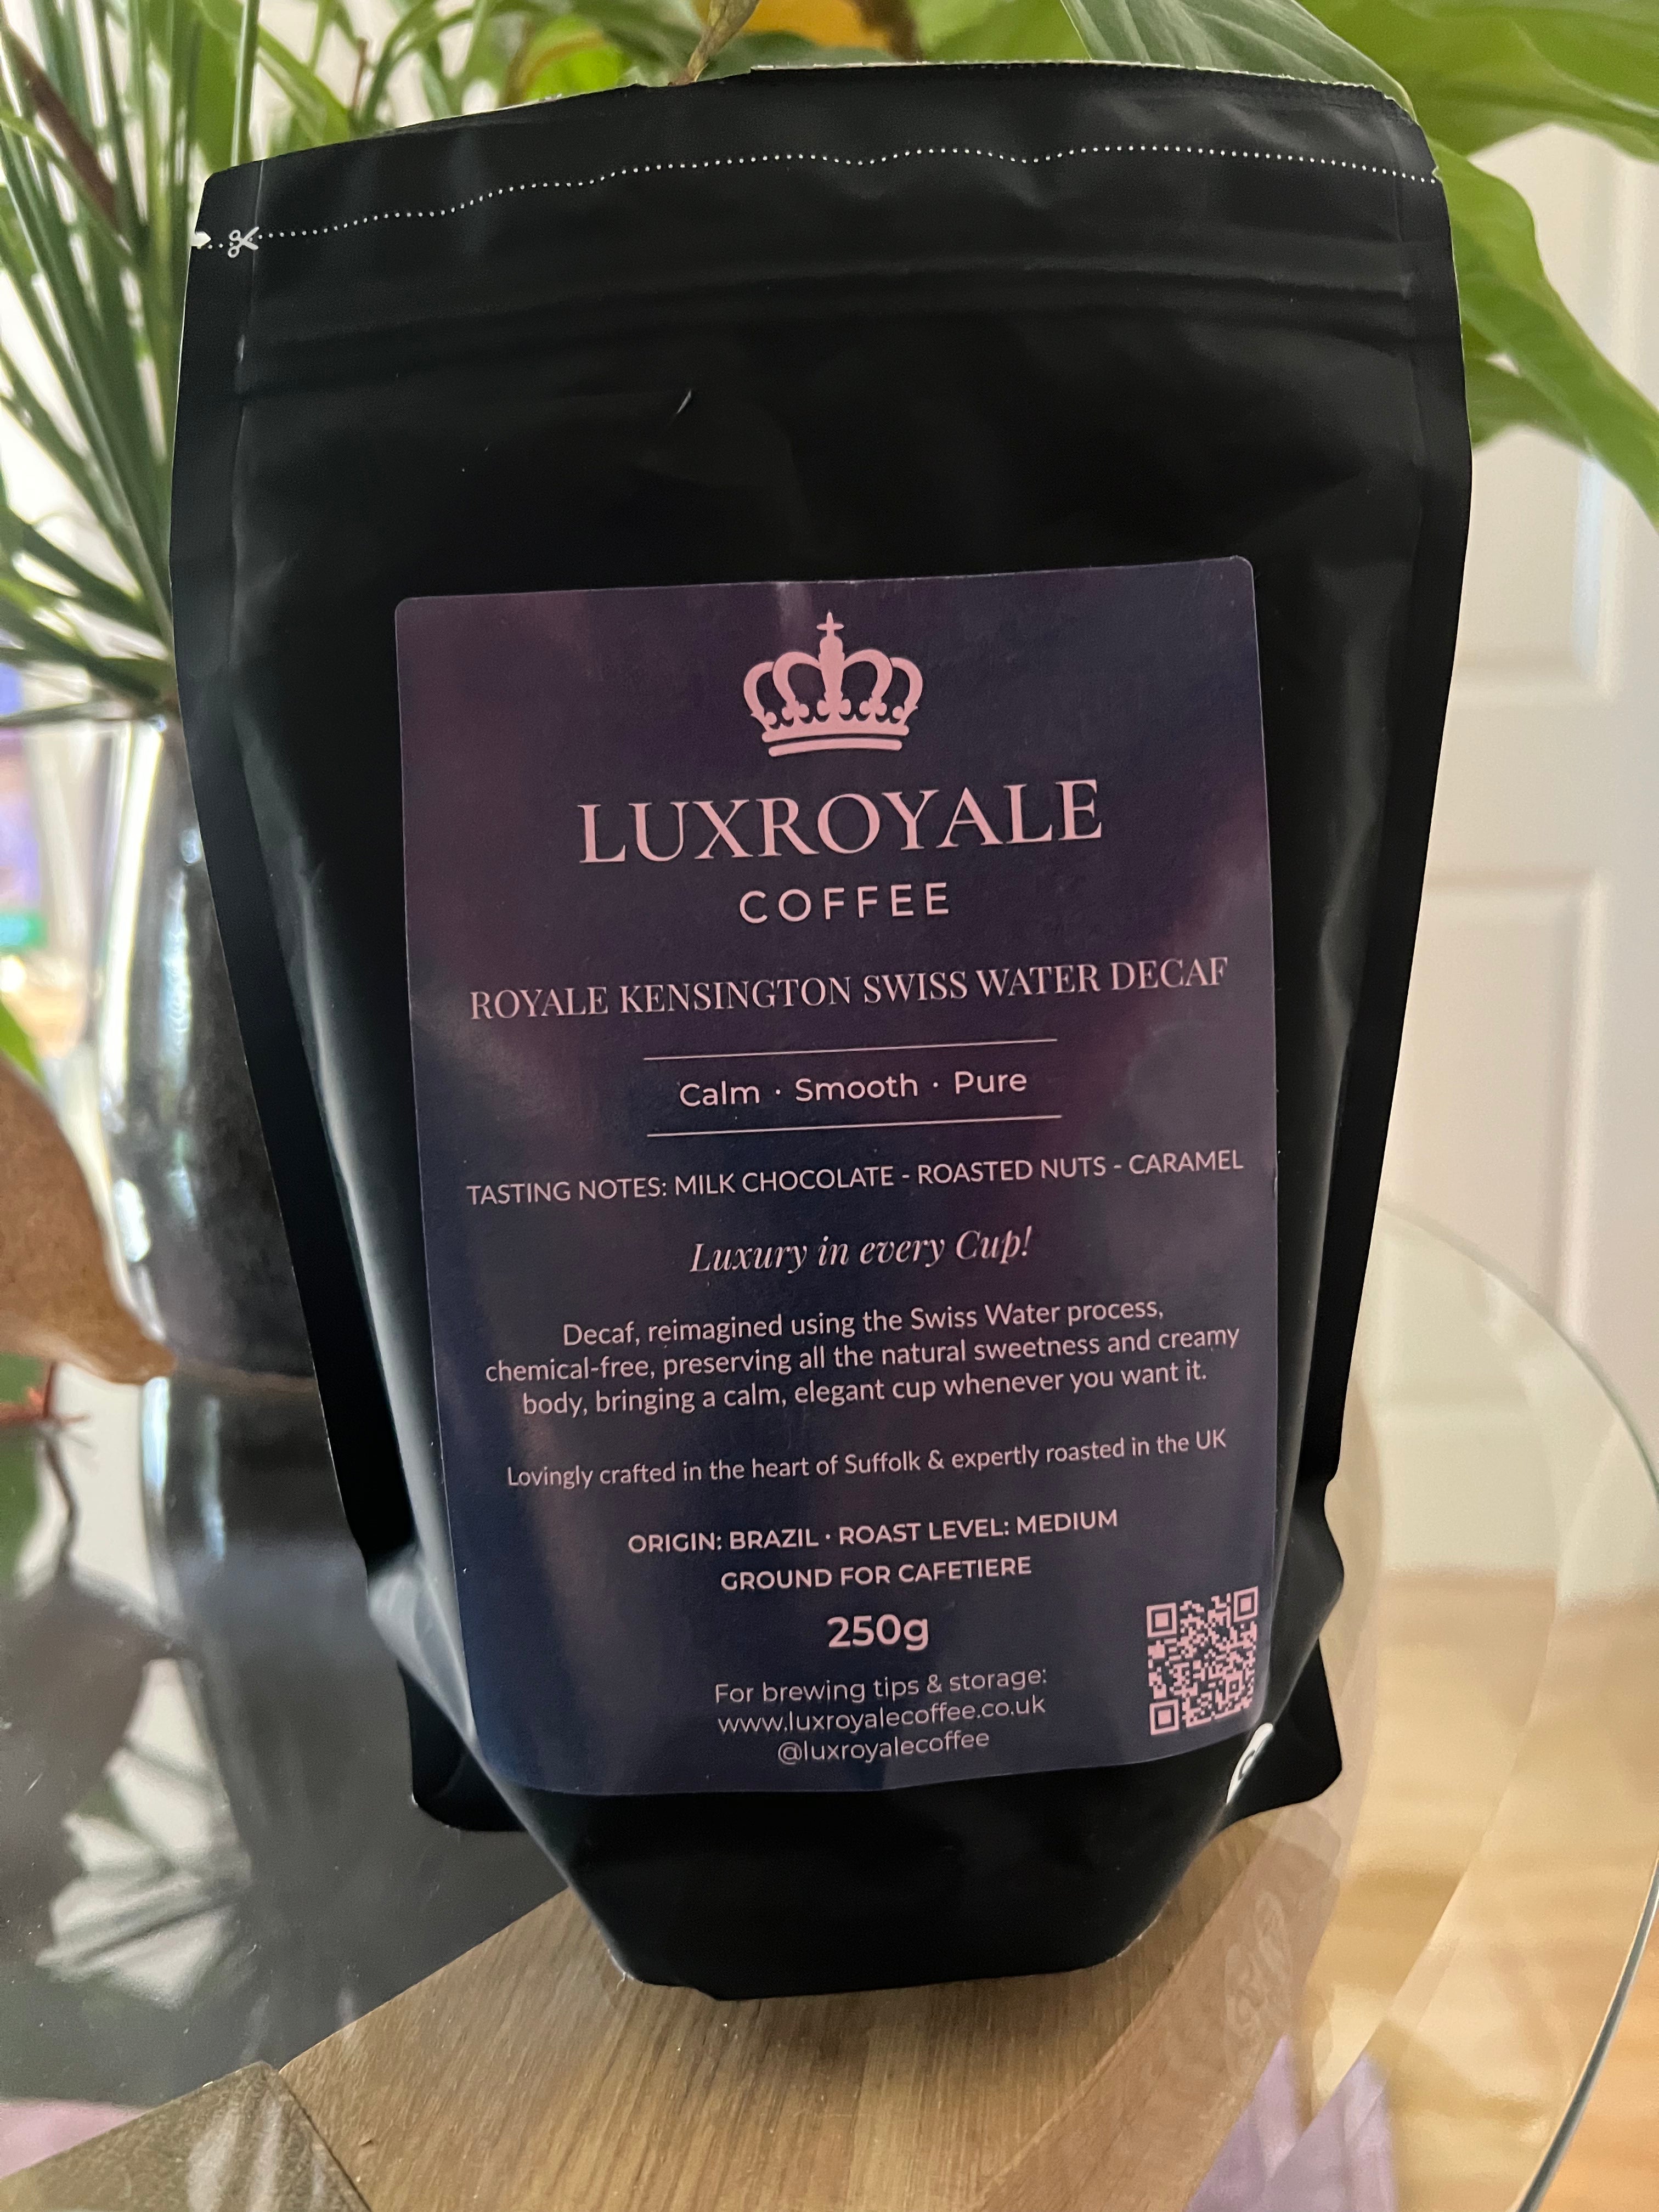 LUXROYALE
COFFEE
ROYALE KENSINGTON SWISS WATER DECAF
Calm · Smooth · Pure
TASTING NOTES: MILK CHOCOLATE - ROASTED NUTS - CARAMEL
Luxury in every Cup!
Decaf, reimagined using the Swiss Water process,
chemical-free, preserving all the natural sweetness and creamy
body, bringing a calm, elegant cup whenever you want it.
Lovingly crafted in the heart of Suffolk & expertly roasted in the UK
ORIGIN: BRAZIL · ROAST LEVEL: MEDIUM
GROUND FOR CAFETIERE
250g
For brewing tips & storage:
www.luxroyalecoffee.co.uk
@luxroyalecoffee